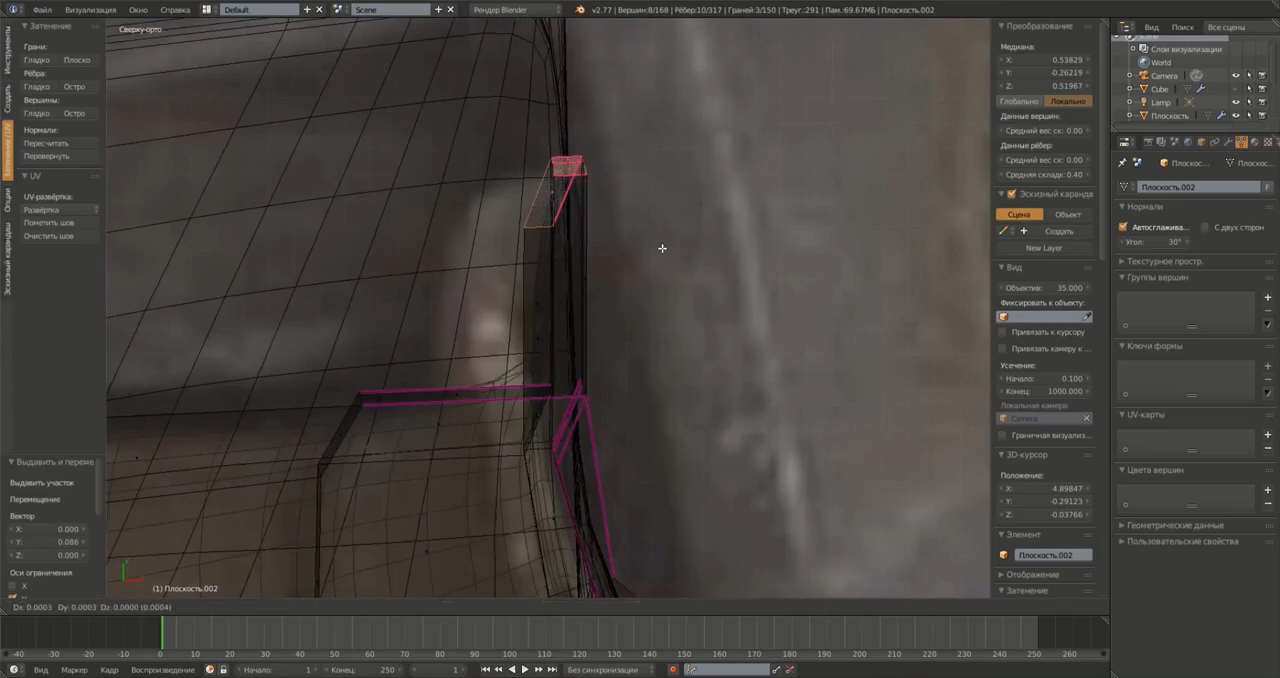 Файл Визуализация Окно Справка Default Scene Рендер Blender v2.77 | Вершин:8/168 | Рёбер:10/317 | Граней:3/150 | Треуг.:291 | Пам.:69.67МБ | Плоскость.002
Затенение
Грани:
Гладко Плоско
Рёбра:
Гладко Остро
Вершины:
Гладко Остро
Нормали:
Пересчитать
Перевернуть
UV
UV-развёртка:
Развёртка
Пометить шов
Очистить шов
Инструменты
Создать
Затенение / UV
Опции
Эскизный карандаш
Выдавить и переме
Выдавить участок
Перемещение
Вектор
X: 0.000
Y: 0.086
Z: 0.000
Оси ограничения
X
Сверху-орто
(1) Плоскость.002
Dx: 0.0003 Dy: 0.0003 Dz: 0.0000 (0.0004)
Преобразование
Медиана:
X: 0.53829
Y: -0.26219
Z: 0.51967
Глобально Локально
Данные вершин:
Средний вес ск: 0.00
Данные рёбер:
Средний вес ск: 0.00
Средняя складк: 0.40
Эскизный каранда
Сцена Объект
Создать
New Layer
Вид
Объектив: 35.000
Фиксировать к объекту:
Привязать к курсору
Привязать камеру к ...
Усечение:
Начало: 0.100
Конец: 1000.000
Локальная камера:
Camera
Граничная визуализ...
3D-курсор
Положение:
X: 4.89847
Y: -0.29123
Z: -0.03766
Элемент
Плоскость.002
Отображение
Затенение
Вид Поиск Все сцены
Слои визуализации
World
Camera
Cube
Lamp
Плоскость
Плоскос... Плоскость...
Плоскость.002 F
Нормали
Автосглажива... С двух сторон
Угол: 30°
Текстурное простр.
Группы вершин
Ключи формы
UV-карты
Цвета вершин
Геометрические данные
Пользовательские свойства
-40 -30 -20 -10 0 10 20 30 40 50 60 70 80 90 100 110 120 130 140 150 160 170 180 190 200 210 220 230 240 250 260
Вид Маркер Кадр Воспроизведение Начало: 1 Конец: 250 1 Без синхронизации